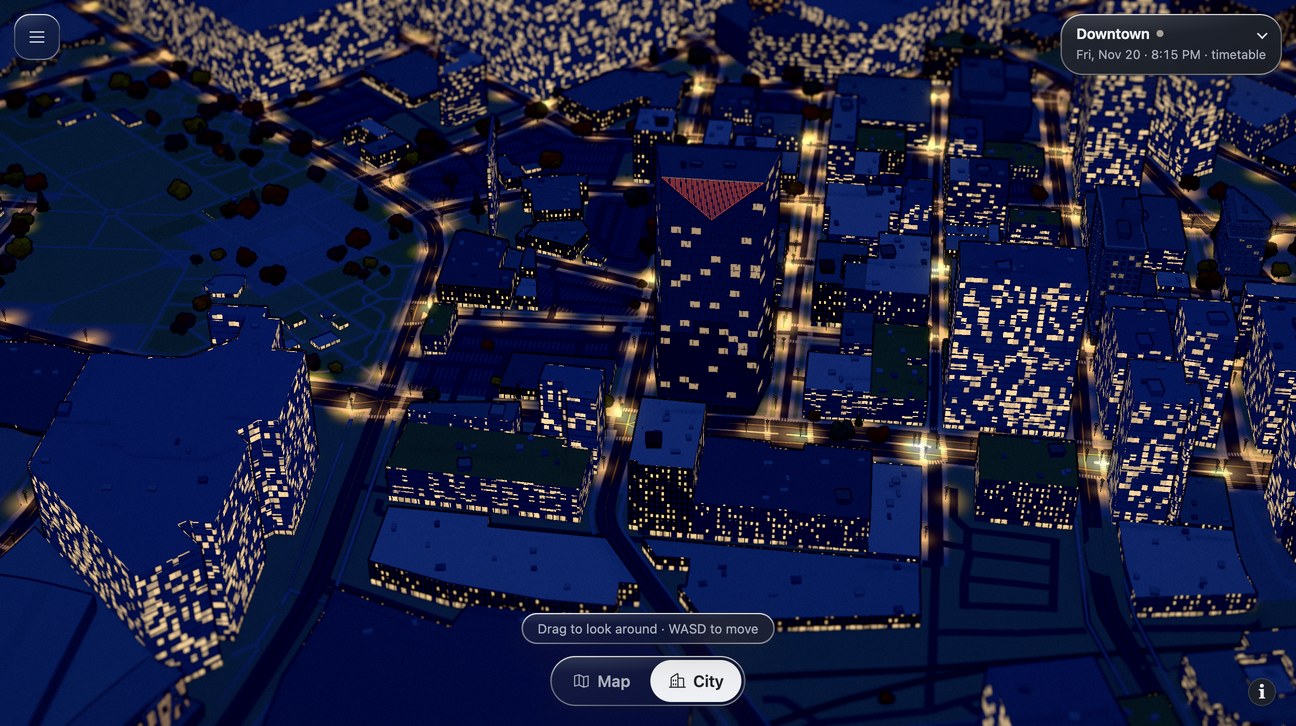 Downtown
Fri, Nov 20 · 8:15 PM · timetable
Drag to look around · WASD to move
Map
City
i